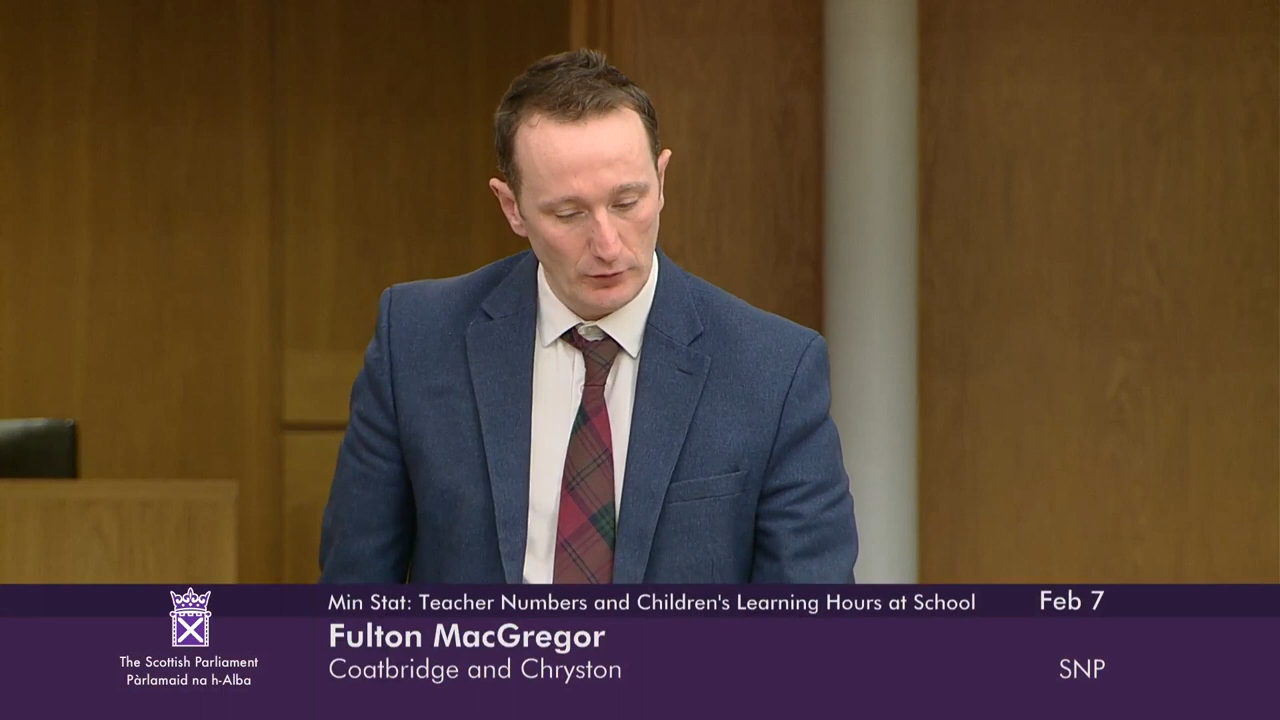 Min Stat: Teacher Numbers and Children's Learning Hours at School
Feb 7
Fulton MacGregor
Coatbridge and Chryston
SNP
The Scottish Parliament
Pàrlamaid na h-Alba